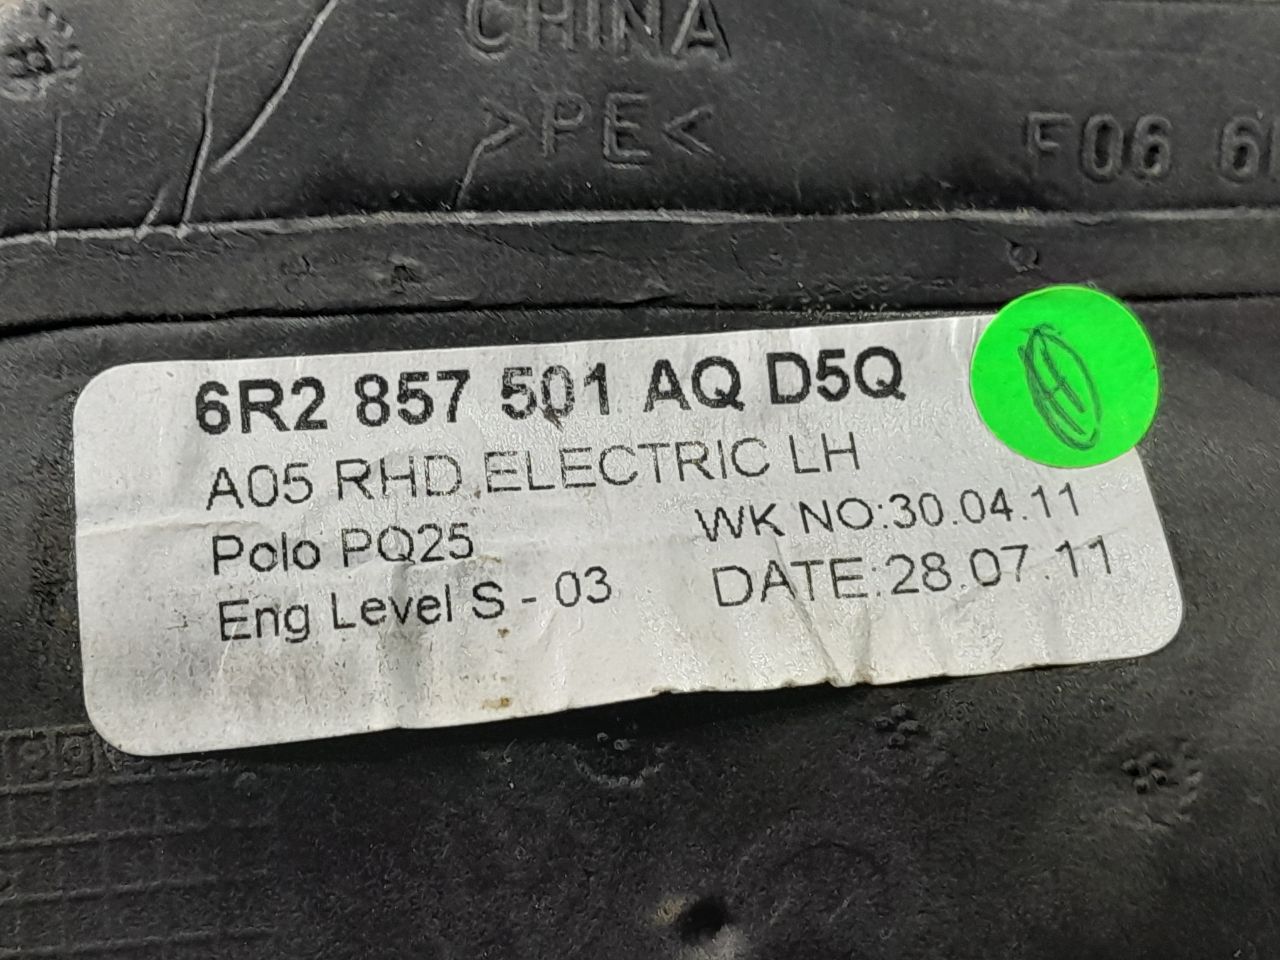 CHINA
>PE<
F06
6R2 857 501 AQ D5Q
A05 RHD ELECTRIC LH
Polo PQ25
WK NO:30.04.11
Eng Level S - 03
DATE:28.07.11